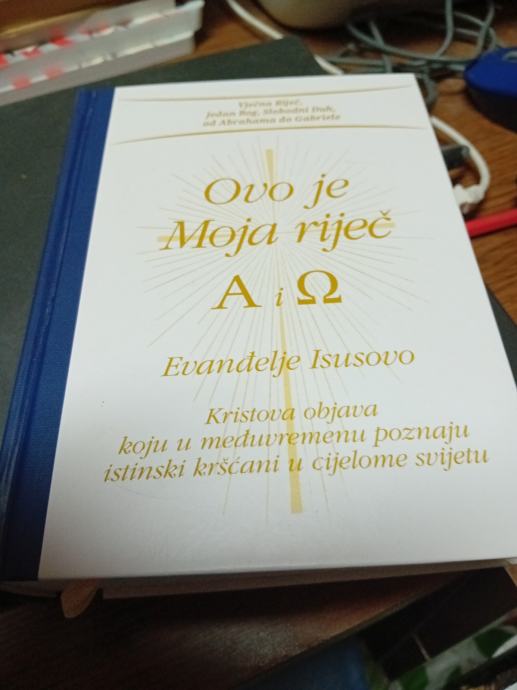 Vječna Riječ,
Jedan Bog, Slobodni Duh,
od Abrahama do Gabriele
Ovo je
Moja riječ
A i Ω
Evanđelje Isusovo
Kristova objava
koju u međuvremenu poznaju
istinski kršćani u cijelome svijetu